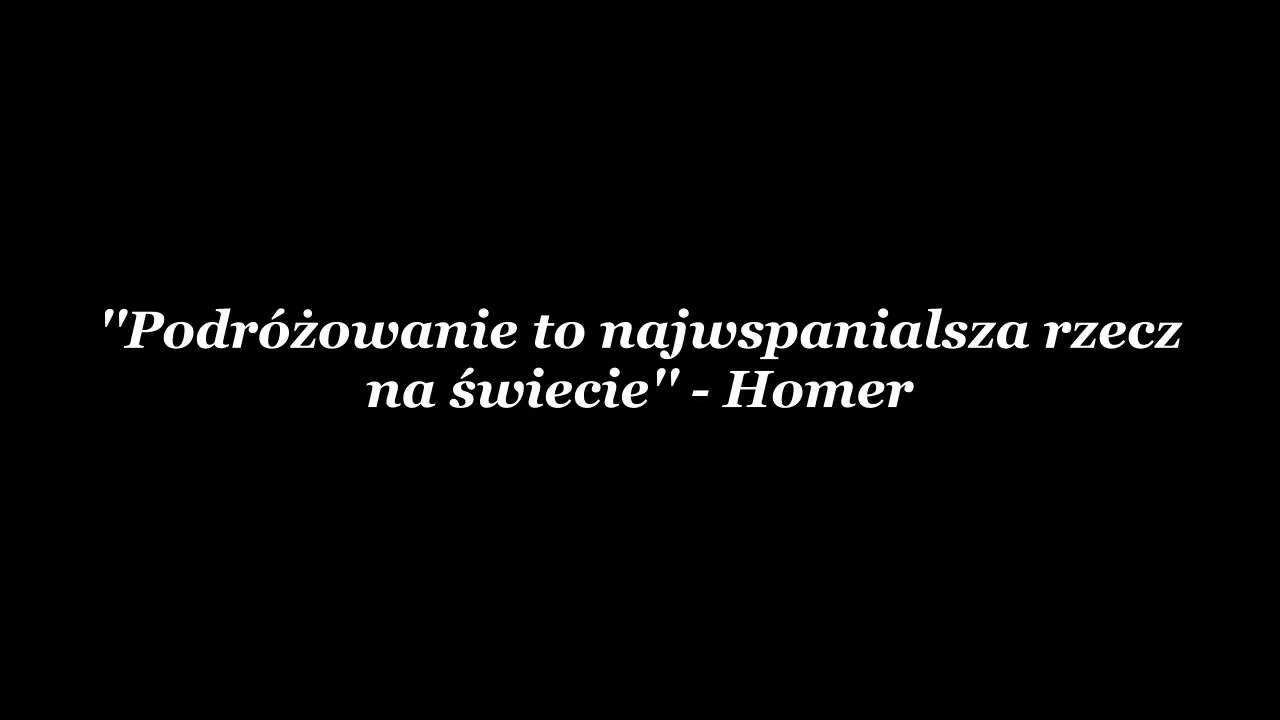 "Podróżowanie to najwspanialsza rzecz
na świecie" - Homer